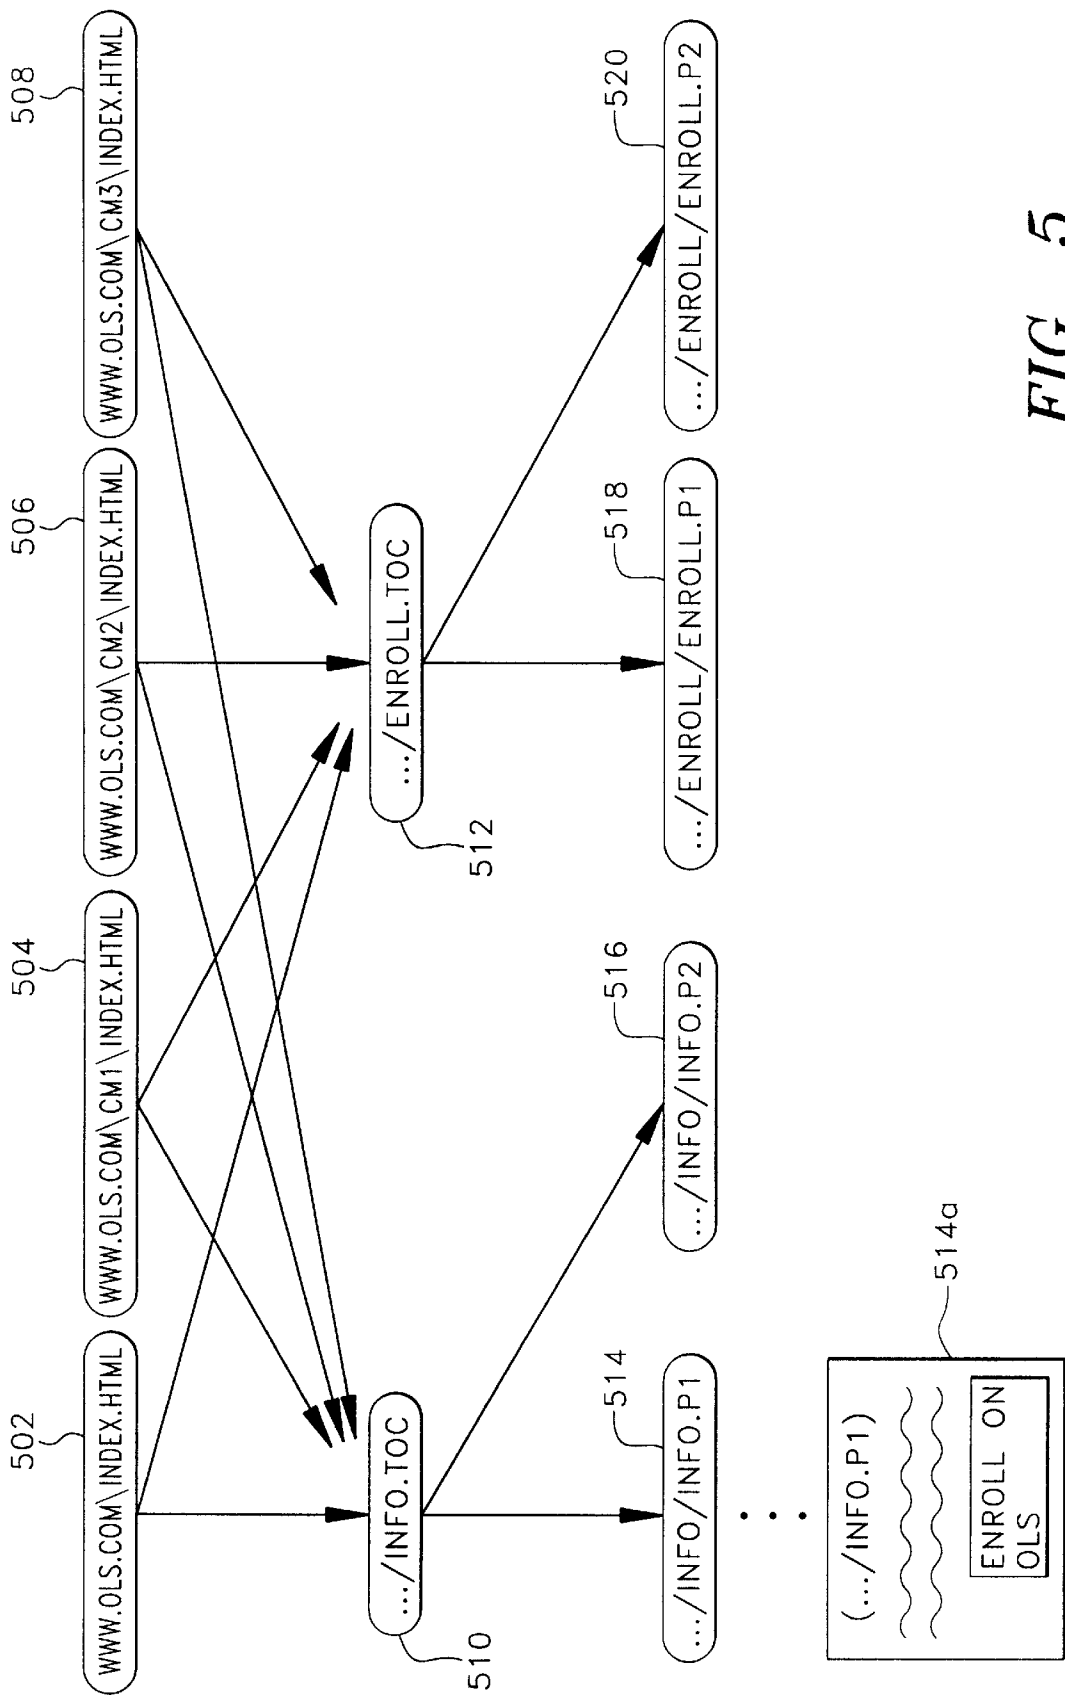 502
504
506
508
WWW.OLS.COM\INDEX.HTML
WWW.OLS.COM\CM1\INDEX.HTML
WWW.OLS.COM\CM2\INDEX.HTML
WWW.OLS.COM\CM3\INDEX.HTML
.../INFO.TOC
510
.../ENROLL.TOC
512
514
516
518
520
.../INFO/INFO.P1
.../INFO/INFO.P2
.../ENROLL/ENROLL.P1
.../ENROLL/ENROLL.P2
514a
(.../INFO.P1)
ENROLL ON
OLS
FIG. 5